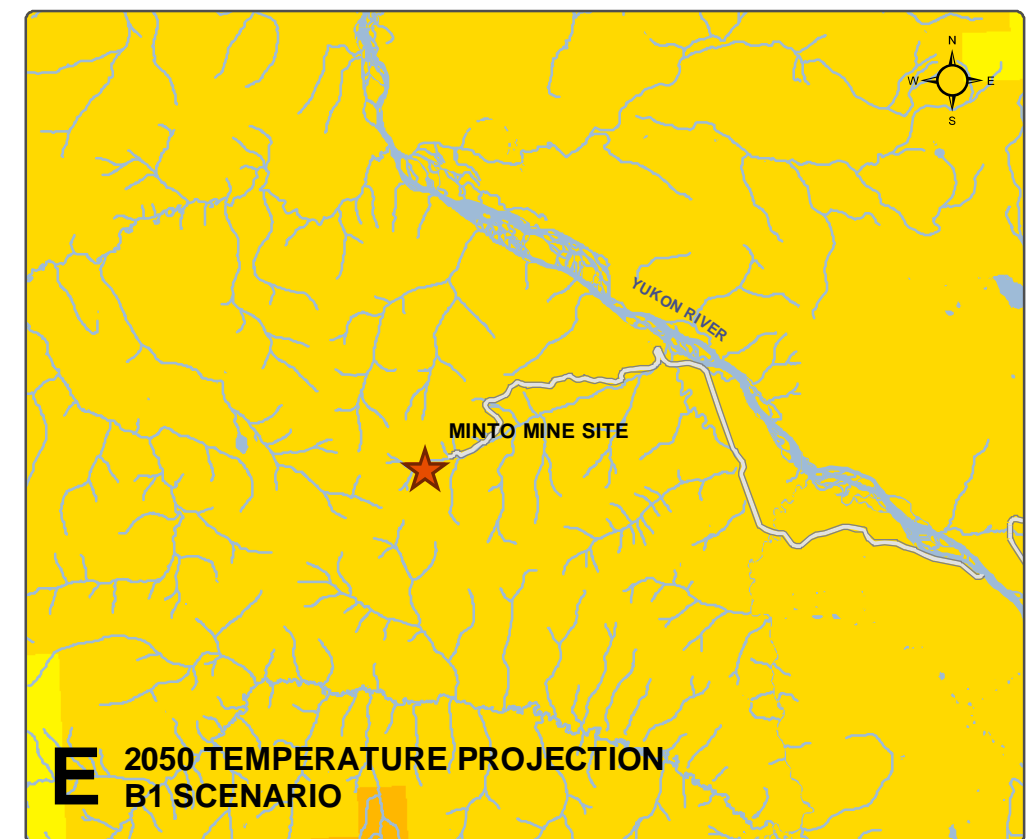 N
W E
S
YUKON RIVER
MINTO MINE SITE
E 2050 TEMPERATURE PROJECTION
B1 SCENARIO